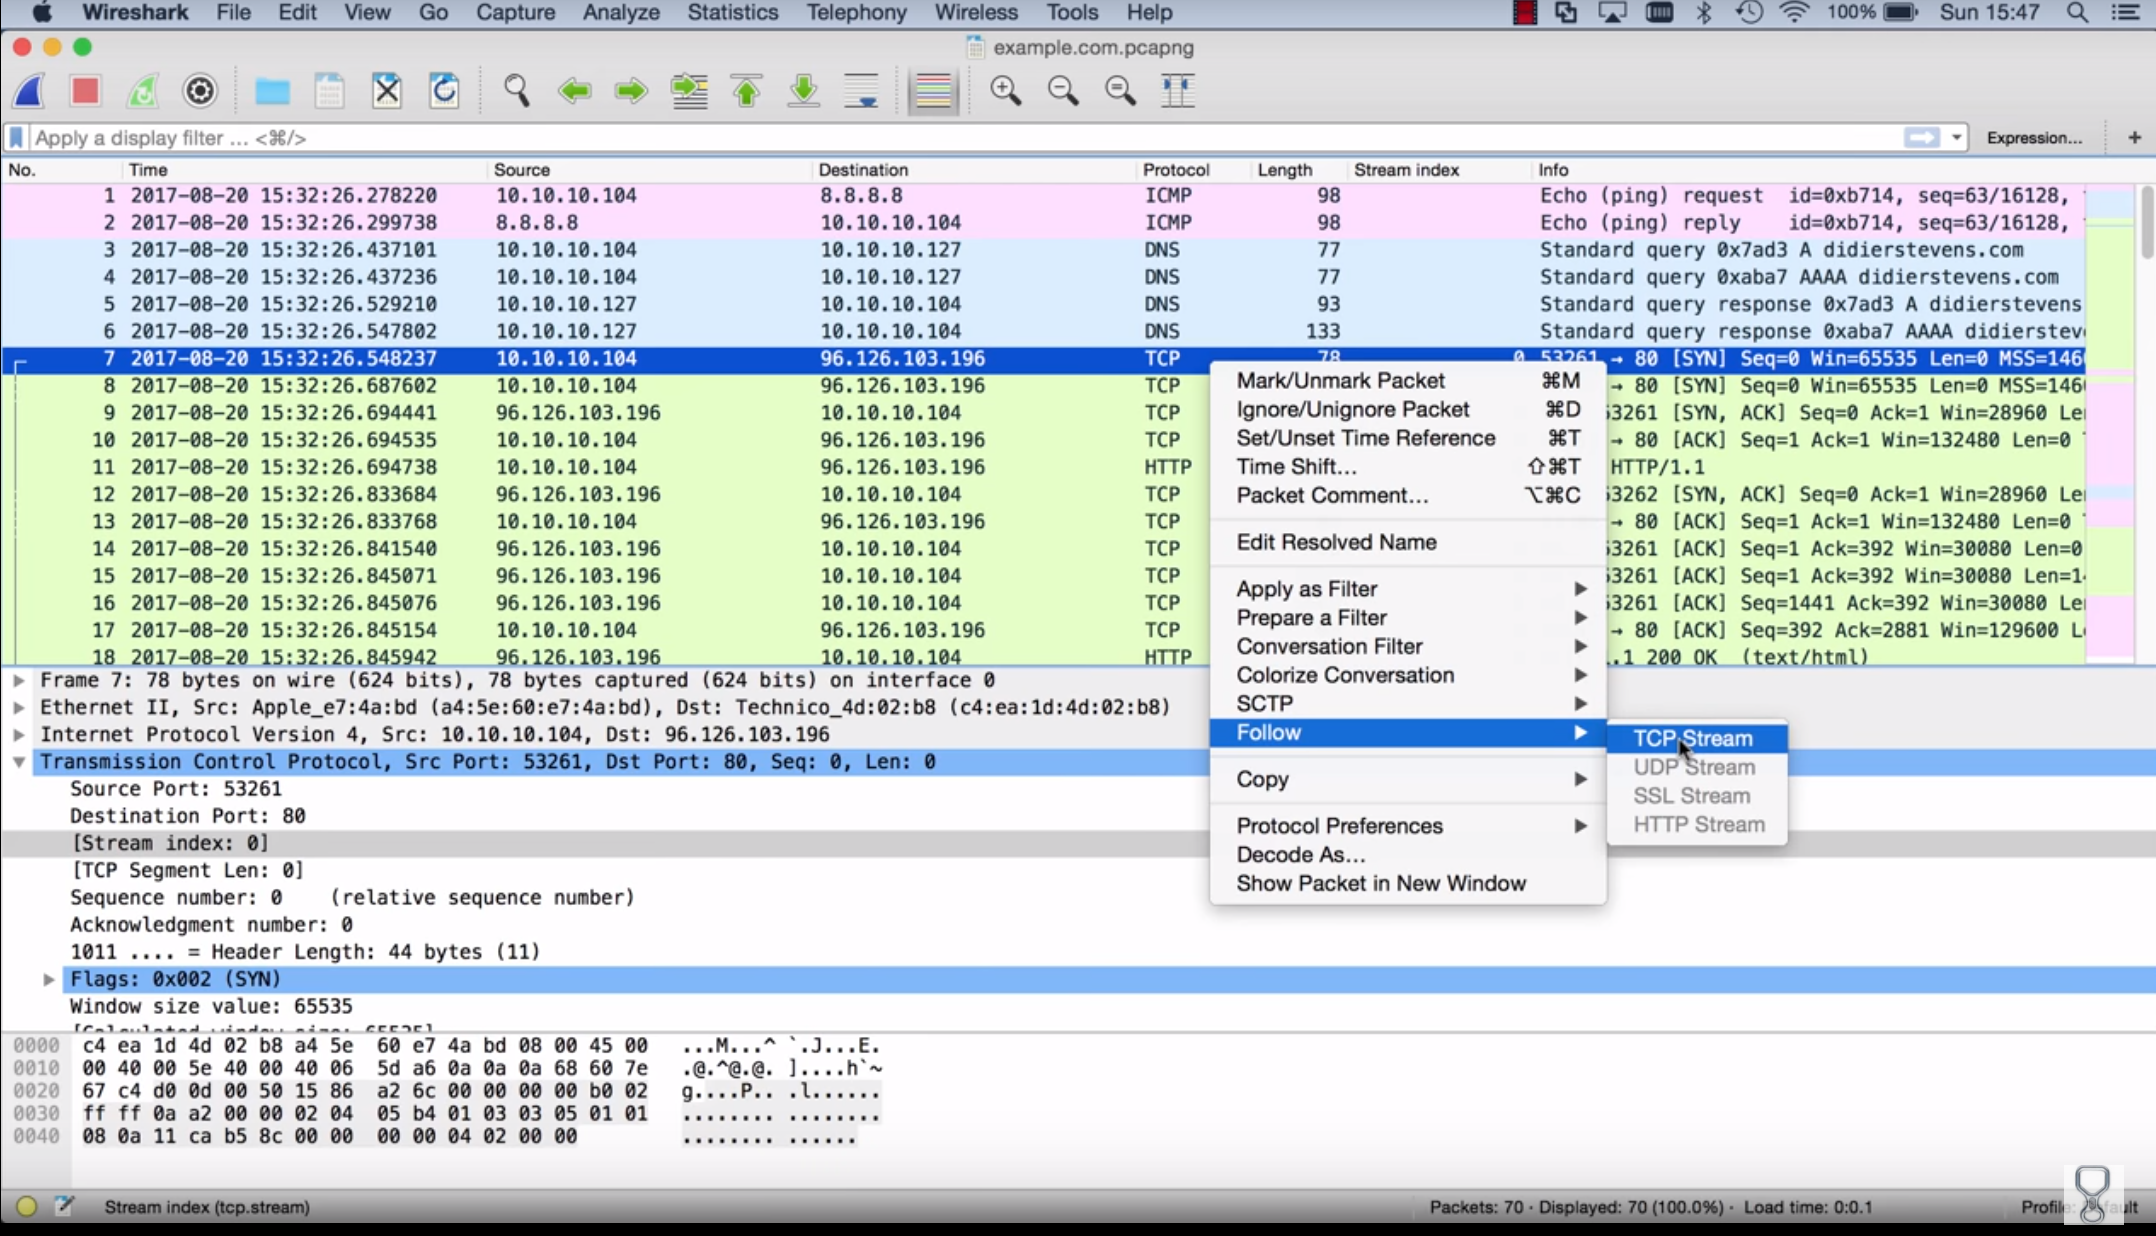 Wireshark File Edit View Go Capture Analyze Statistics Telephony Wireless Tools Help 100% Sun 15:47
example.com.pcapng
Apply a display filter ... <⌘/> Expression... +
No. Time Source Destination Protocol Length Stream index Info
1 2017-08-20 15:32:26.278220 10.10.10.104 8.8.8.8 ICMP 98 Echo (ping) request id=0xb714, seq=63/16128,
2 2017-08-20 15:32:26.299738 8.8.8.8 10.10.10.104 ICMP 98 Echo (ping) reply id=0xb714, seq=63/16128,
3 2017-08-20 15:32:26.437101 10.10.10.104 10.10.10.127 DNS 77 Standard query 0x7ad3 A didierstevens.com
4 2017-08-20 15:32:26.437236 10.10.10.104 10.10.10.127 DNS 77 Standard query 0xaba7 AAAA didierstevens.com
5 2017-08-20 15:32:26.529210 10.10.10.127 10.10.10.104 DNS 93 Standard query response 0x7ad3 A didierstevens
6 2017-08-20 15:32:26.547802 10.10.10.127 10.10.10.104 DNS 133 Standard query response 0xaba7 AAAA didierstev
7 2017-08-20 15:32:26.548237 10.10.10.104 96.126.103.196 TCP 78 0 53261 → 80 [SYN] Seq=0 Win=65535 Len=0 MSS=146
8 2017-08-20 15:32:26.687602 10.10.10.104 96.126.103.196 TCP → 80 [SYN] Seq=0 Win=65535 Len=0 MSS=146
9 2017-08-20 15:32:26.694441 96.126.103.196 10.10.10.104 TCP 3261 [SYN, ACK] Seq=0 Ack=1 Win=28960 Le
10 2017-08-20 15:32:26.694535 10.10.10.104 96.126.103.196 TCP → 80 [ACK] Seq=1 Ack=1 Win=132480 Len=0
11 2017-08-20 15:32:26.694738 10.10.10.104 96.126.103.196 HTTP HTTP/1.1
12 2017-08-20 15:32:26.833684 96.126.103.196 10.10.10.104 TCP 3262 [SYN, ACK] Seq=0 Ack=1 Win=28960 Le
13 2017-08-20 15:32:26.833768 10.10.10.104 96.126.103.196 TCP → 80 [ACK] Seq=1 Ack=1 Win=132480 Len=0
14 2017-08-20 15:32:26.841540 96.126.103.196 10.10.10.104 TCP 3261 [ACK] Seq=1 Ack=392 Win=30080 Len=0
15 2017-08-20 15:32:26.845071 96.126.103.196 10.10.10.104 TCP 3261 [ACK] Seq=1 Ack=392 Win=30080 Len=1
16 2017-08-20 15:32:26.845076 96.126.103.196 10.10.10.104 TCP 3261 [ACK] Seq=1441 Ack=392 Win=30080 Le
17 2017-08-20 15:32:26.845154 10.10.10.104 96.126.103.196 TCP → 80 [ACK] Seq=392 Ack=2881 Win=129600 L
18 2017-08-20 15:32:26.845942 96.126.103.196 10.10.10.104 HTTP .1 200 OK (text/html)
Mark/Unmark Packet ⌘M
Ignore/Unignore Packet ⌘D
Set/Unset Time Reference ⌘T
Time Shift... ⇧⌘T
Packet Comment... ⌥⌘C
Edit Resolved Name
Apply as Filter
Prepare a Filter
Conversation Filter
Colorize Conversation
SCTP
Follow
Copy
Protocol Preferences
Decode As...
Show Packet in New Window
TCP Stream
UDP Stream
SSL Stream
HTTP Stream
Frame 7: 78 bytes on wire (624 bits), 78 bytes captured (624 bits) on interface 0
Ethernet II, Src: Apple_e7:4a:bd (a4:5e:60:e7:4a:bd), Dst: Technico_4d:02:b8 (c4:ea:1d:4d:02:b8)
Internet Protocol Version 4, Src: 10.10.10.104, Dst: 96.126.103.196
Transmission Control Protocol, Src Port: 53261, Dst Port: 80, Seq: 0, Len: 0
Source Port: 53261
Destination Port: 80
[Stream index: 0]
[TCP Segment Len: 0]
Sequence number: 0 (relative sequence number)
Acknowledgment number: 0
1011 .... = Header Length: 44 bytes (11)
Flags: 0x002 (SYN)
Window size value: 65535
[Calculated window size: 65535]
0000 c4 ea 1d 4d 02 b8 a4 5e 60 e7 4a bd 08 00 45 00 ...M...^ `.J...E.
0010 00 40 00 5e 40 00 40 06 5d a6 0a 0a 0a 68 60 7e .@.^@.@. ]....h`~
0020 67 c4 d0 0d 00 50 15 86 a2 6c 00 00 00 00 b0 02 g....P.. .l......
0030 ff ff 0a a2 00 00 02 04 05 b4 01 03 03 05 01 01 ........ ........
0040 08 0a 11 ca b5 8c 00 00 00 00 04 02 00 00 ........ ......
Stream index (tcp.stream) Packets: 70 · Displayed: 70 (100.0%) · Load time: 0:0.1 Profile: Default